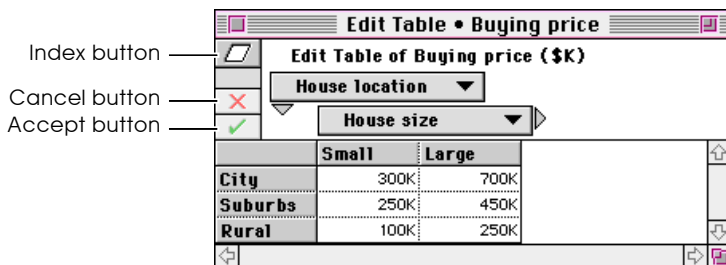 Edit Table • Buying price
Index button
Edit Table of Buying price ($K)
House location
Cancel button
Accept button
House size
Small Large
City 300K 700K
Suburbs 250K 450K
Rural 100K 250K